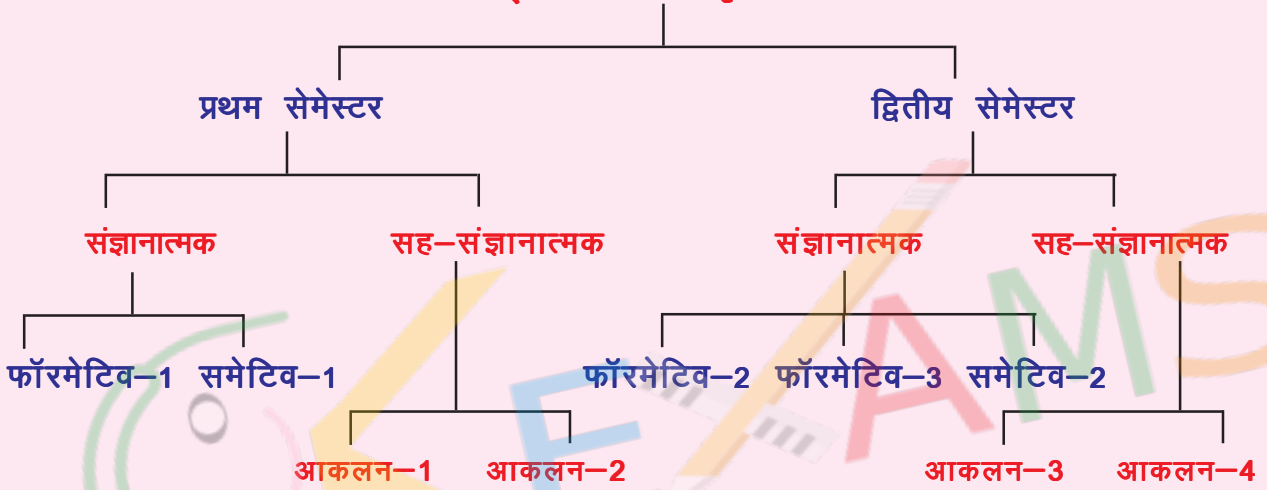 प्रथम सेमेस्टर द्वितीय सेमेस्टर
संज्ञानात्मक सह–संज्ञानात्मक संज्ञानात्मक सह–संज्ञानात्मक
फॉरमेटिव–1 समेटिव–1 फॉरमेटिव–2 फॉरमेटिव–3 समेटिव–2
आकलन–1 आकलन–2 आकलन–3 आकलन–4